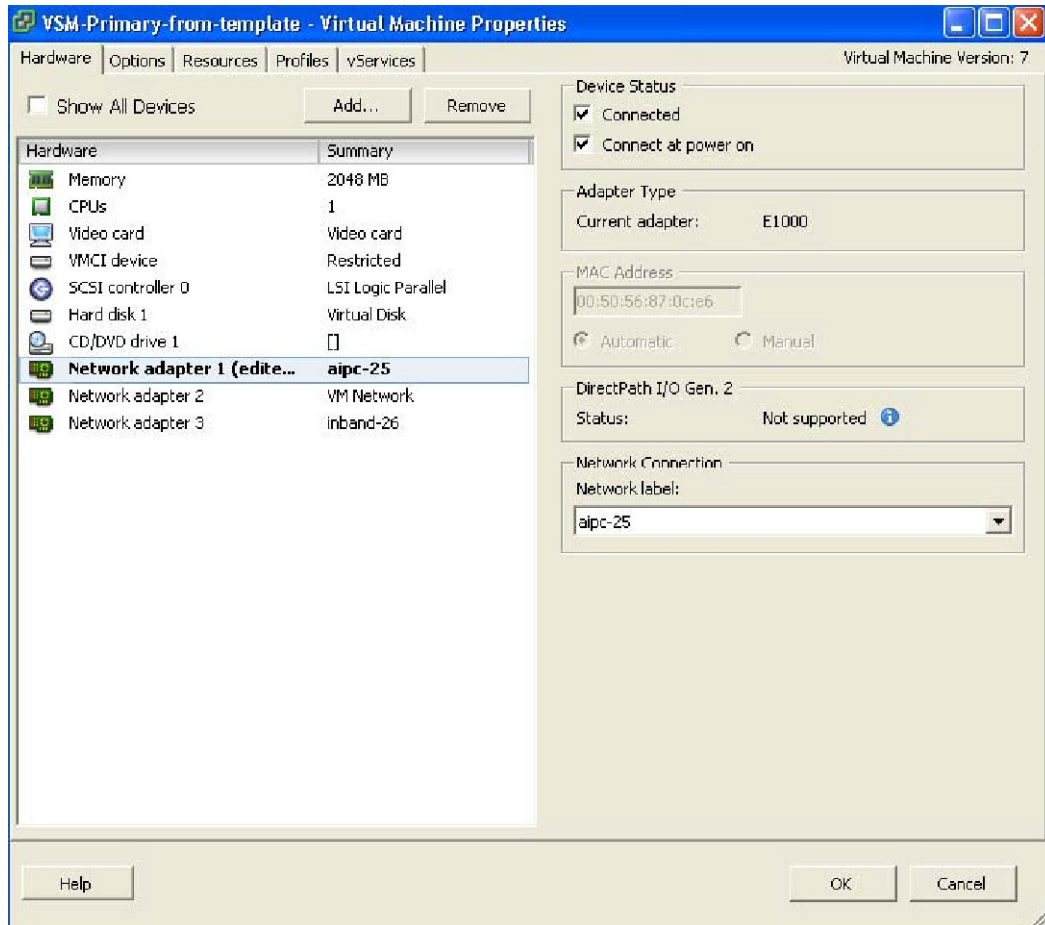 VSM-Primary-from-template - Virtual Machine Properties
Hardware Options Resources Profiles vServices
Virtual Machine Version: 7
Show All Devices
Add...
Remove
Hardware Summary
Memory 2048 MB
CPUs 1
Video card Video card
VMCI device Restricted
SCSI controller 0 LSI Logic Parallel
Hard disk 1 Virtual Disk
CD/DVD drive 1 []
Network adapter 1 (edite... aipc-25
Network adapter 2 VM Network
Network adapter 3 inband-26
Device Status
Connected
Connect at power on
Adapter Type
Current adapter: E1000
MAC Address
00:50:56:87:0c:e6
Automatic Manual
DirectPath I/O Gen. 2
Status: Not supported
Network Connection
Network label:
aipc-25
Help
OK
Cancel